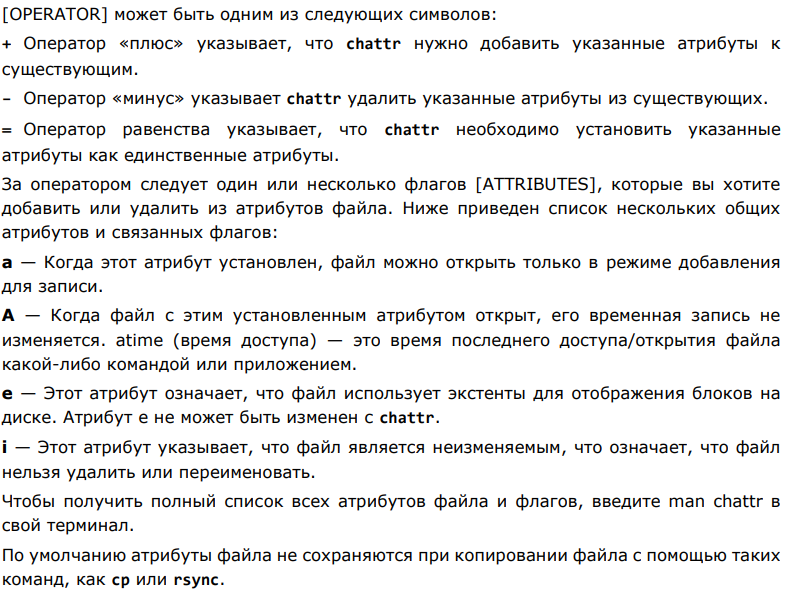 [OPERATOR] может быть одним из следующих символов:
+ Оператор «плюс» указывает, что chattr нужно добавить указанные атрибуты к
существующим.
– Оператор «минус» указывает chattr удалить указанные атрибуты из существующих.
= Оператор равенства указывает, что chattr необходимо установить указанные
атрибуты как единственные атрибуты.
За оператором следует один или несколько флагов [ATTRIBUTES], которые вы хотите
добавить или удалить из атрибутов файла. Ниже приведен список нескольких общих
атрибутов и связанных флагов:
a — Когда этот атрибут установлен, файл можно открыть только в режиме добавления
для записи.
A — Когда файл с этим установленным атрибутом открыт, его временная запись не
изменяется. atime (время доступа) — это время последнего доступа/открытия файла
какой-либо командой или приложением.
e — Этот атрибут означает, что файл использует экстенты для отображения блоков на
диске. Атрибут e не может быть изменен с chattr.
i — Этот атрибут указывает, что файл является неизменяемым, что означает, что файл
нельзя удалить или переименовать.
Чтобы получить полный список всех атрибутов файла и флагов, введите man chattr в
свой терминал.
По умолчанию атрибуты файла не сохраняются при копировании файла с помощью таких
команд, как cp или rsync.